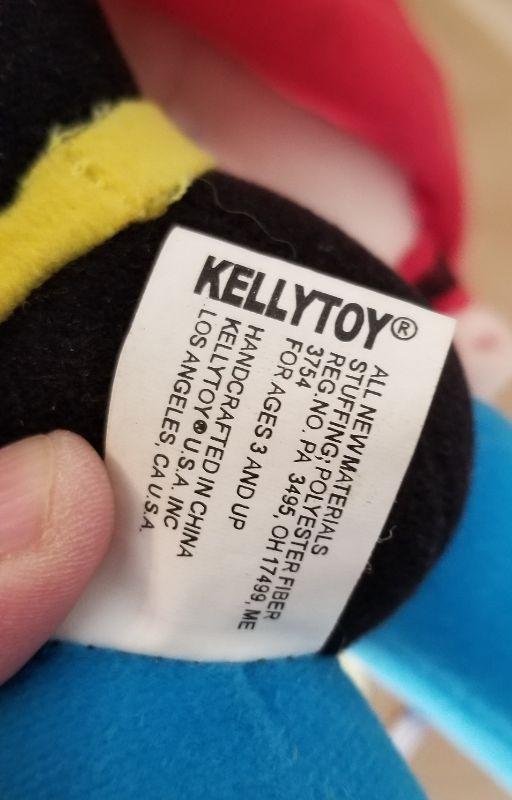 KELLYTOY®
ALL NEW MATERIALS
STUFFING; POLYESTER FIBER
REG. NO. PA 3495, OH 17499, ME
3754
FOR AGES 3 AND UP
HANDCRAFTED IN CHINA
KELLYTOY® U.S.A. INC
LOS ANGELES, CA U.S.A.